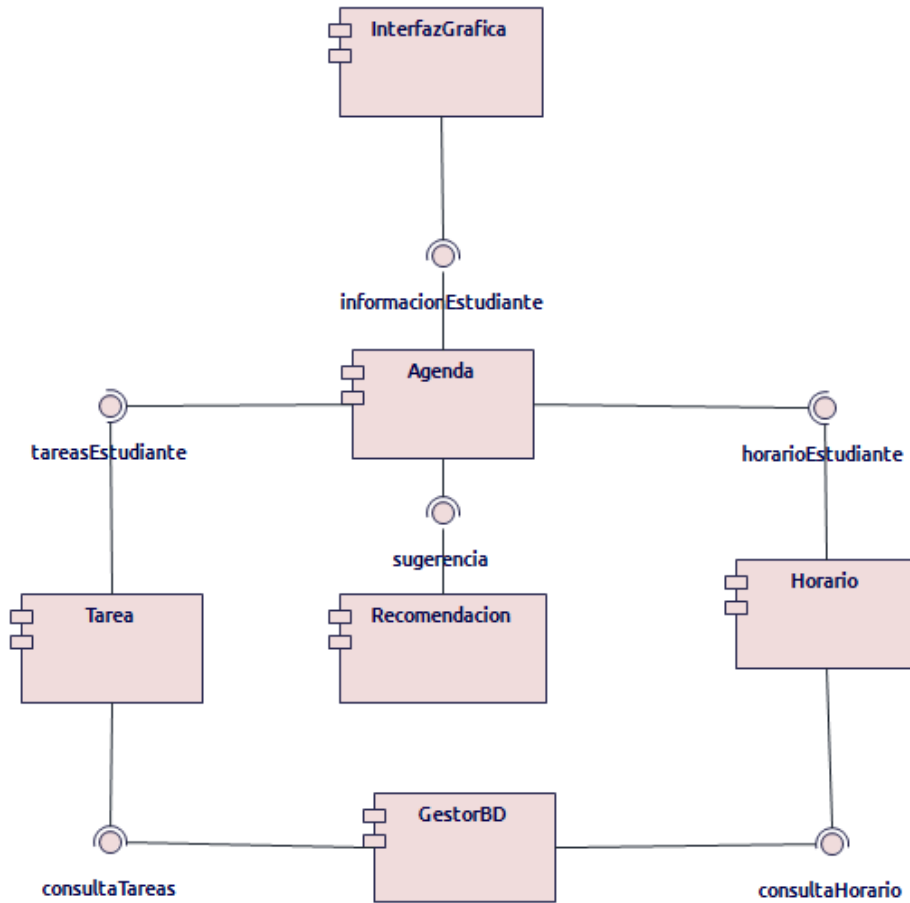 InterfazGrafica
informacionEstudiante
Agenda
tareasEstudiante
horarioEstudiante
sugerencia
Horario
Tarea
Recomendacion
GestorBD
consultaTareas
consultaHorario